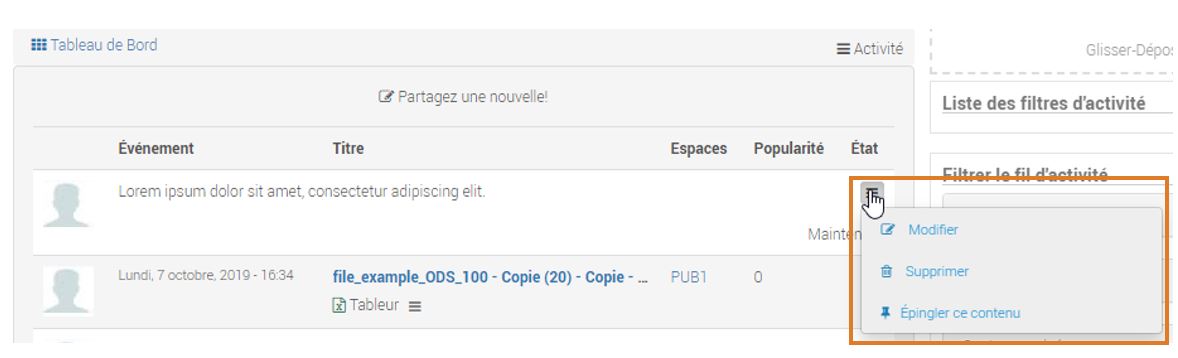 Tableau de Bord
Activité
Glisser-Dépos
Partagez une nouvelle!
Liste des filtres d'activité
Événement Titre Espaces Popularité État
Filtrer le fil d'activité
Lorem ipsum dolor sit amet, consectetur adipiscing elit.
Modifier
Supprimer
Épingler ce contenu
Lundi, 7 octobre, 2019 - 16:34 file_example_ODS_100 - Copie (20) - Copie - ... PUB1 0
Tableur